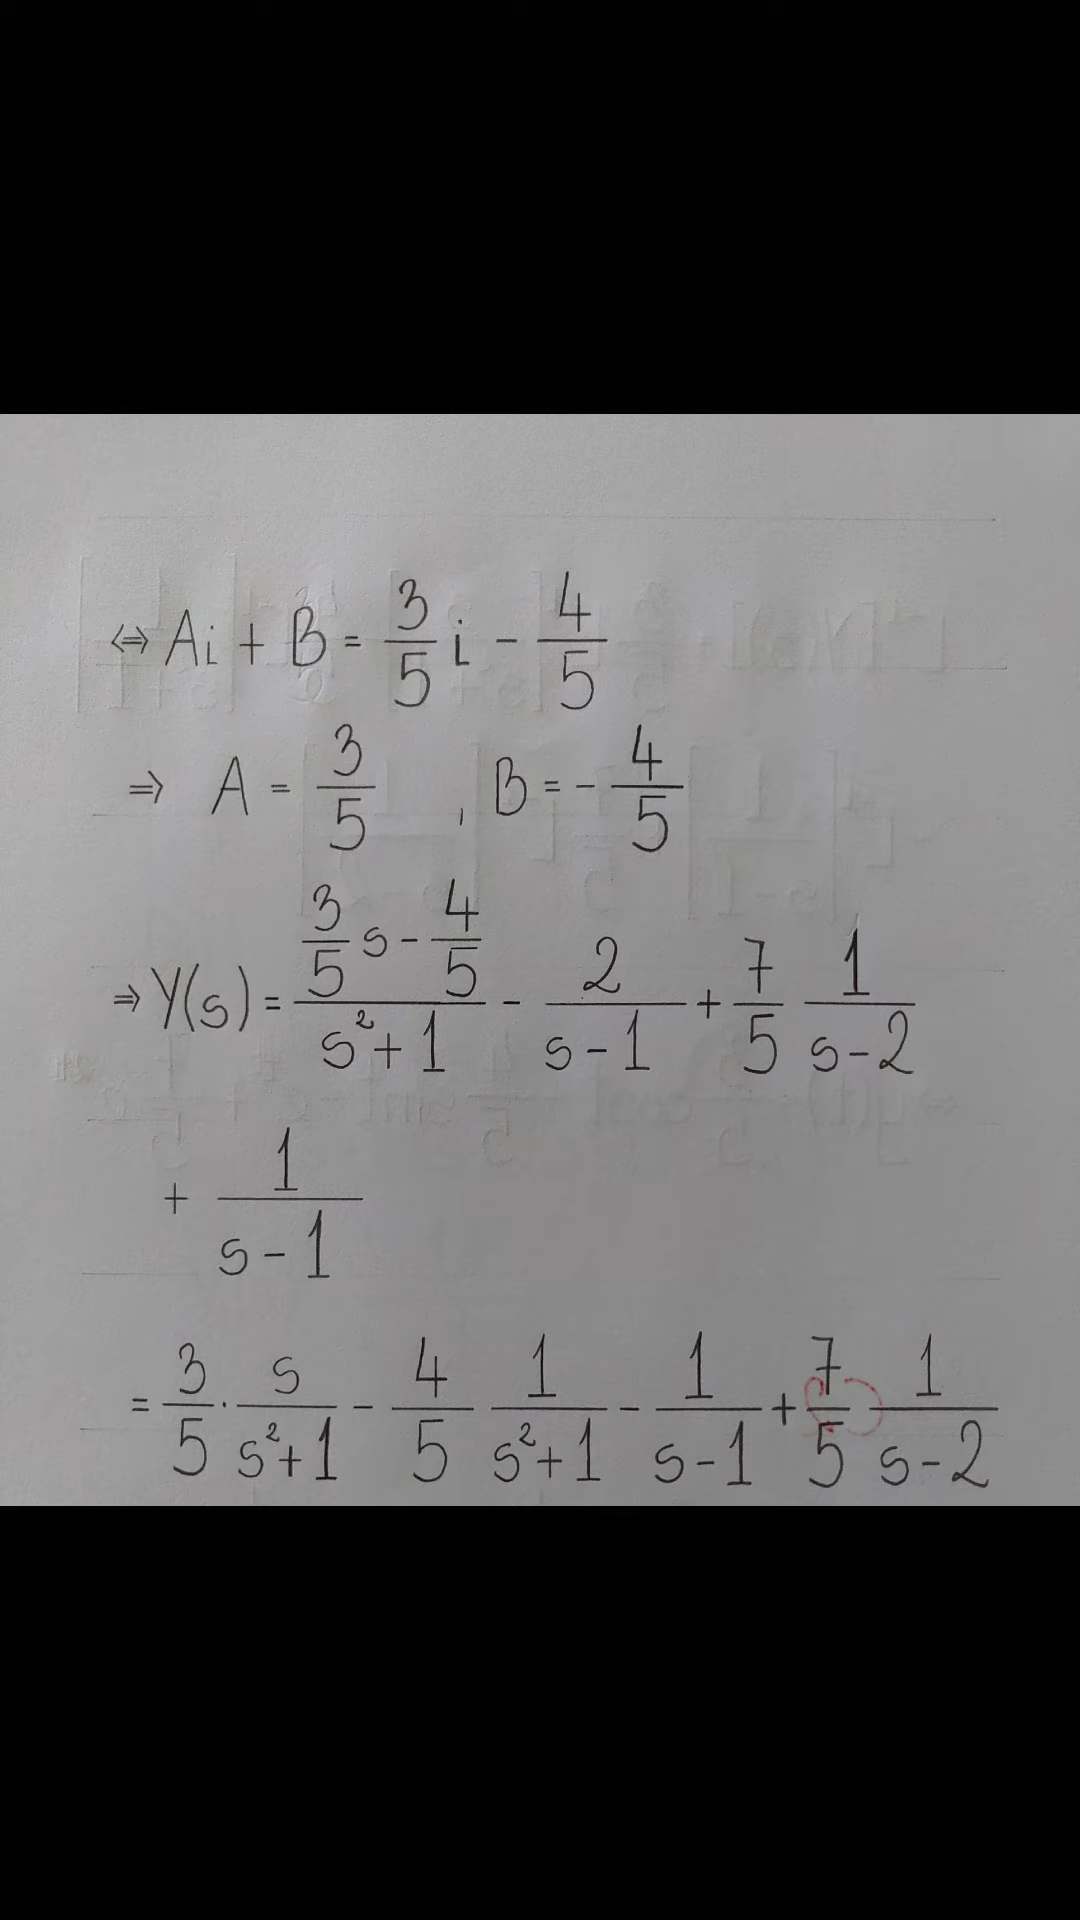 ⇔ Ai + B = 3/5 i - 4/5
⇒ A = 3/5 , B = - 4/5
⇒ Y(s) = (3/5 s - 4/5)/(s²+1) - 2/(s-1) + 7/5 1/(s-2)
+ 1/(s-1)
= 3/5 · s/(s²+1) - 4/5 1/(s²+1) - 1/(s-1) + 7/5 1/(s-2)